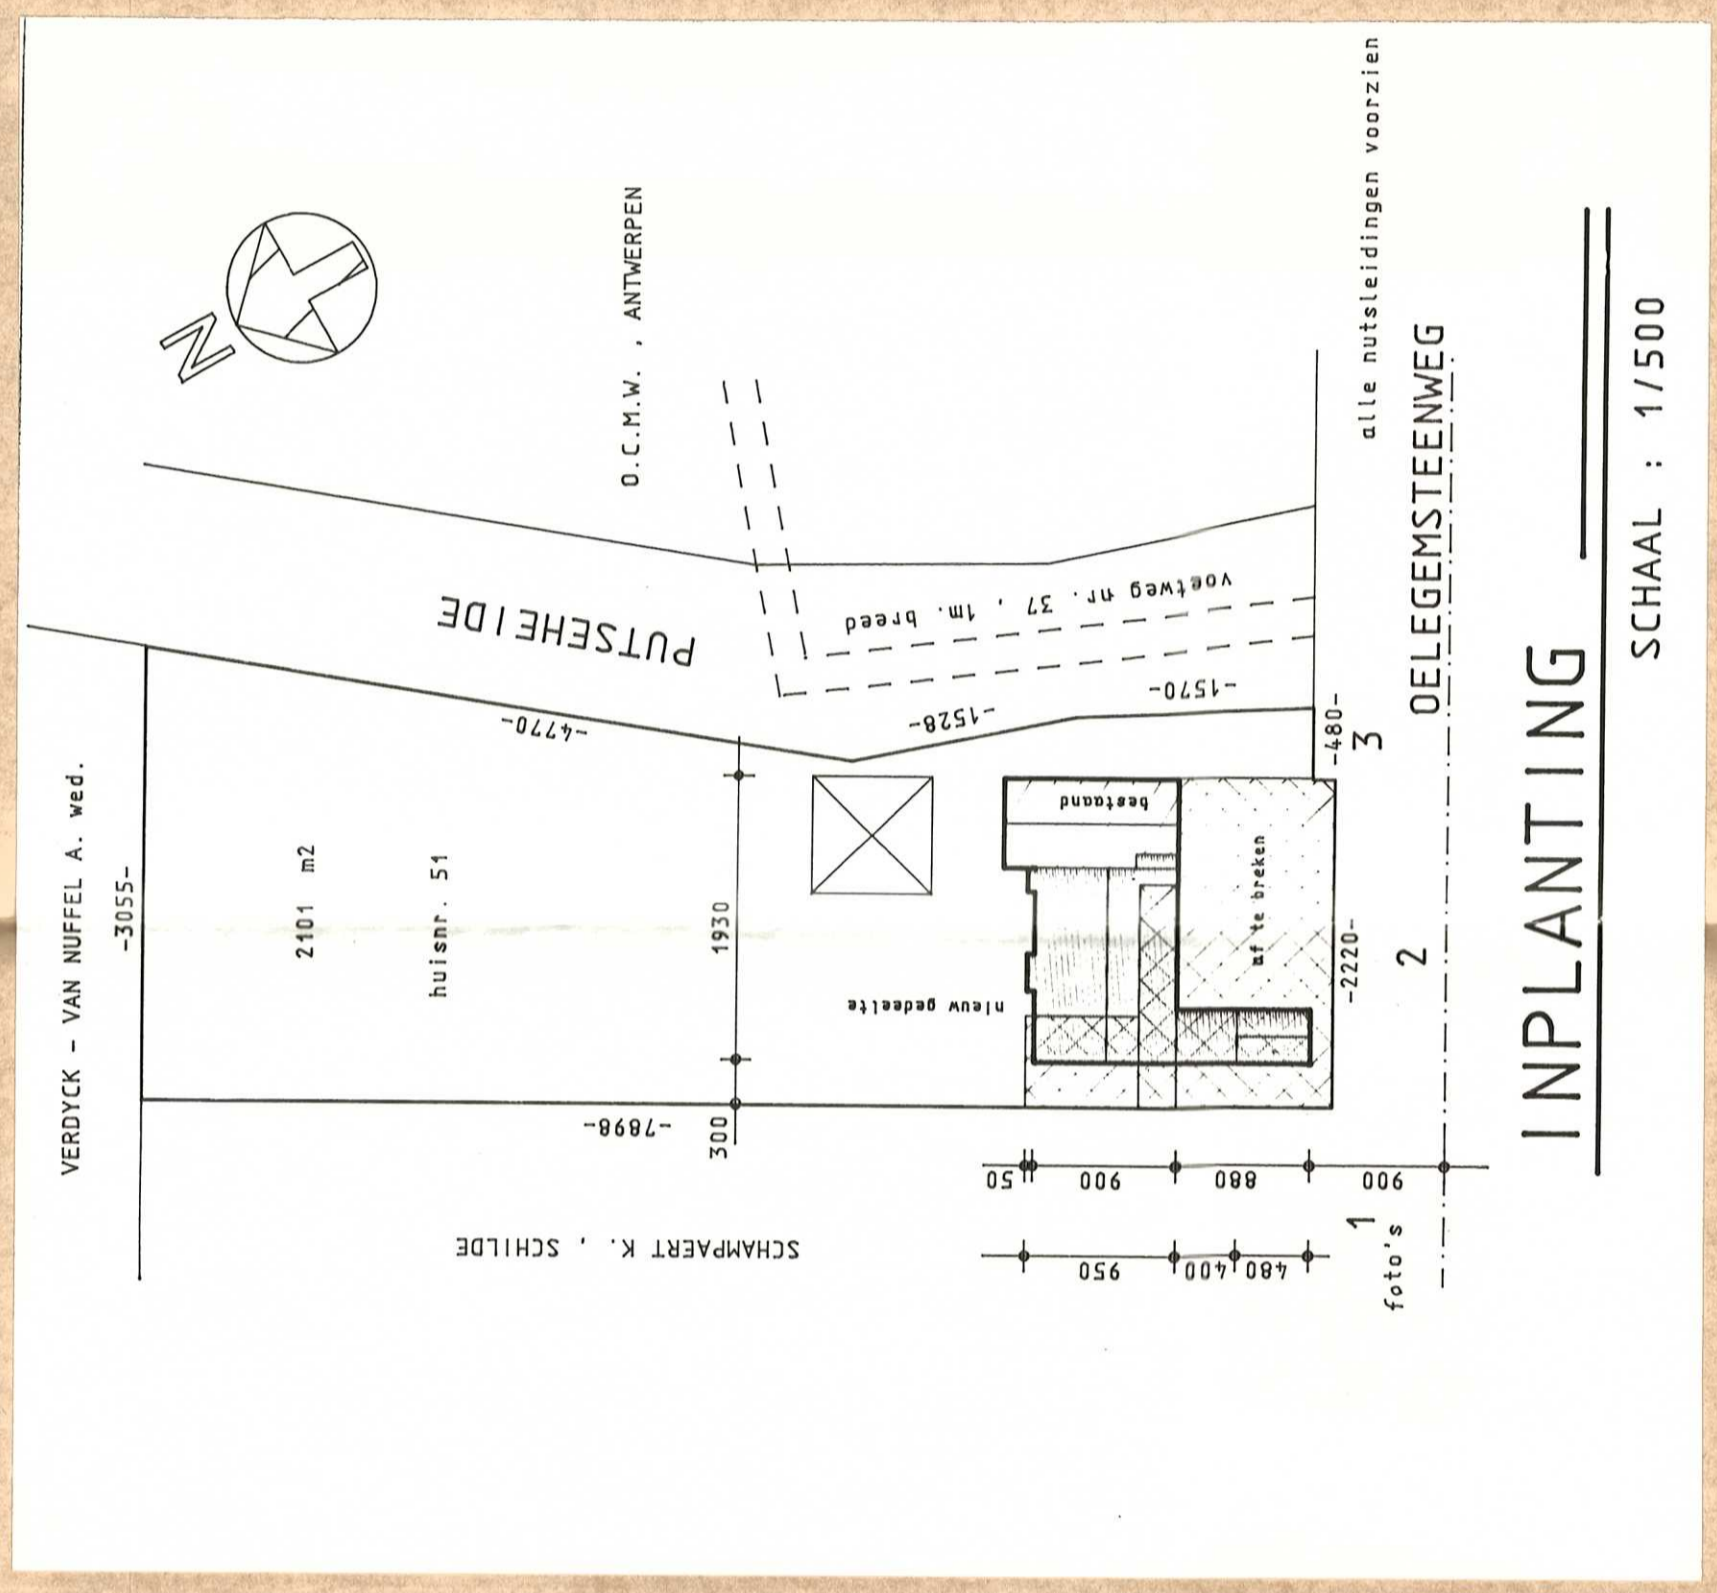 N
VERDYCK - VAN NUFFEL A. wed.
-3055-
2101 m2
huisnr. 51
O.C.M.W. , ANTWERPEN
PUTSEHEIDE
-4770-
-1528-
-1570-
voetweg nr. 37 , 1m. breed
1930
300
-7898-
SCHAMPAERT K. , SCHILDE
nieuw gedeelte
bestaand
af te breken
-480-
3
-2220-
2
50
900
880
900
950
400
480
1
foto's
alle nutsleidingen voorzien
OELEGEMSTEENWEG
INPLANTING
SCHAAL : 1/500